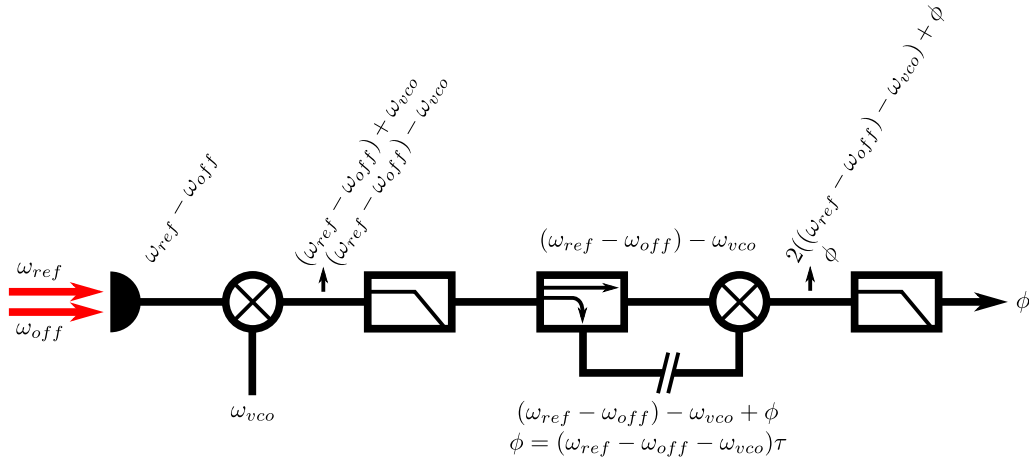 ω_ref
ω_off
ω_ref − ω_off
ω_vco
(ω_ref − ω_off) + ω_vco
(ω_ref − ω_off) − ω_vco
(ω_ref − ω_off) − ω_vco
(ω_ref − ω_off) − ω_vco + ϕ
ϕ = (ω_ref − ω_off − ω_vco)τ
2((ω_ref − ω_off) − ω_vco) + ϕ
ϕ
ϕ